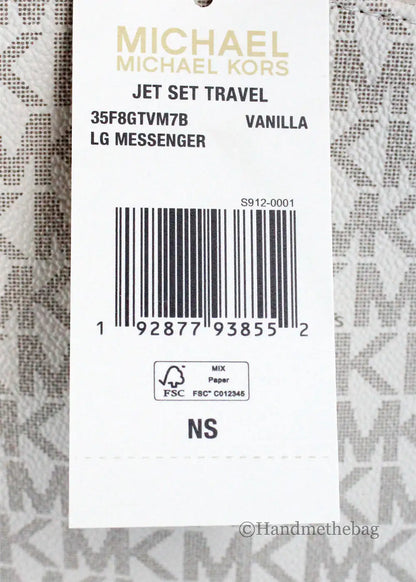 MICHAEL
MICHAEL KORS
JET SET TRAVEL
35F8GTVM7B VANILLA
LG MESSENGER
S912-0001
1 92877 93855 2
FSC
MIX
Paper
FSC™ C012345
NS
©Handmethebag